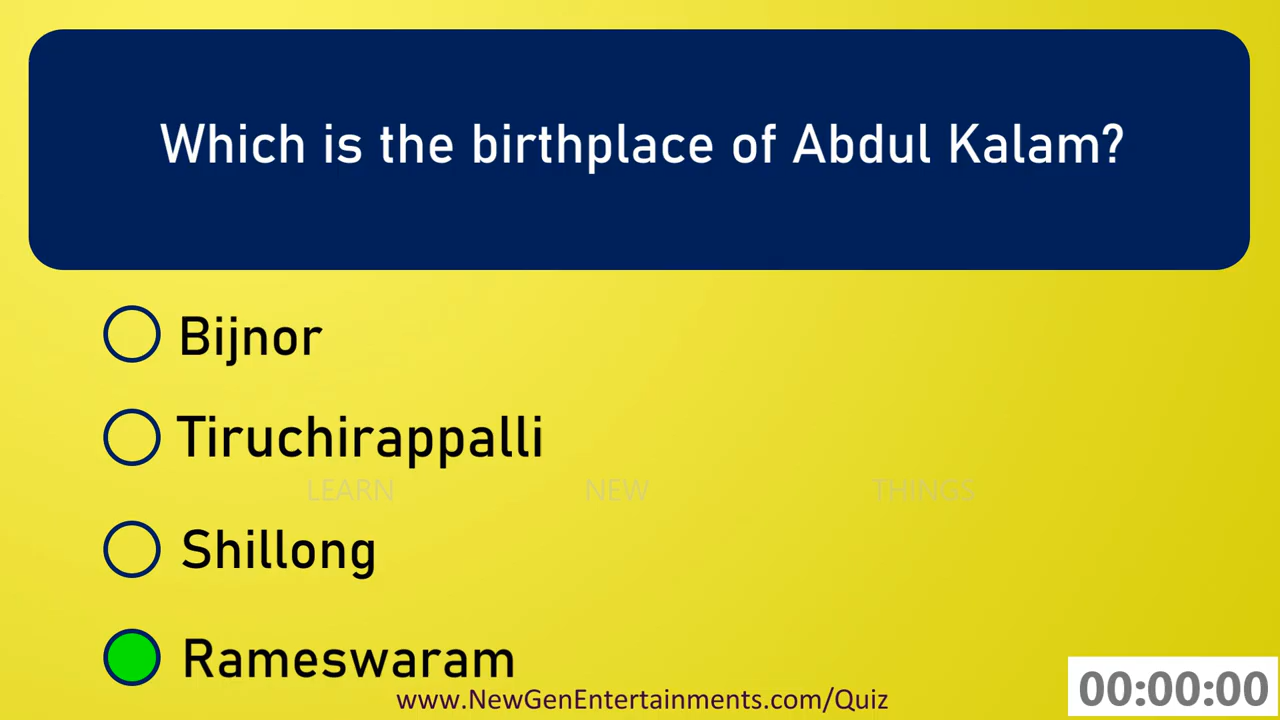 Which is the birthplace of Abdul Kalam?
Bijnor
Tiruchirappalli
LEARN NEW THINGS
Shillong
Rameswaram
www.NewGenEntertainments.com/Quiz
00:00:00